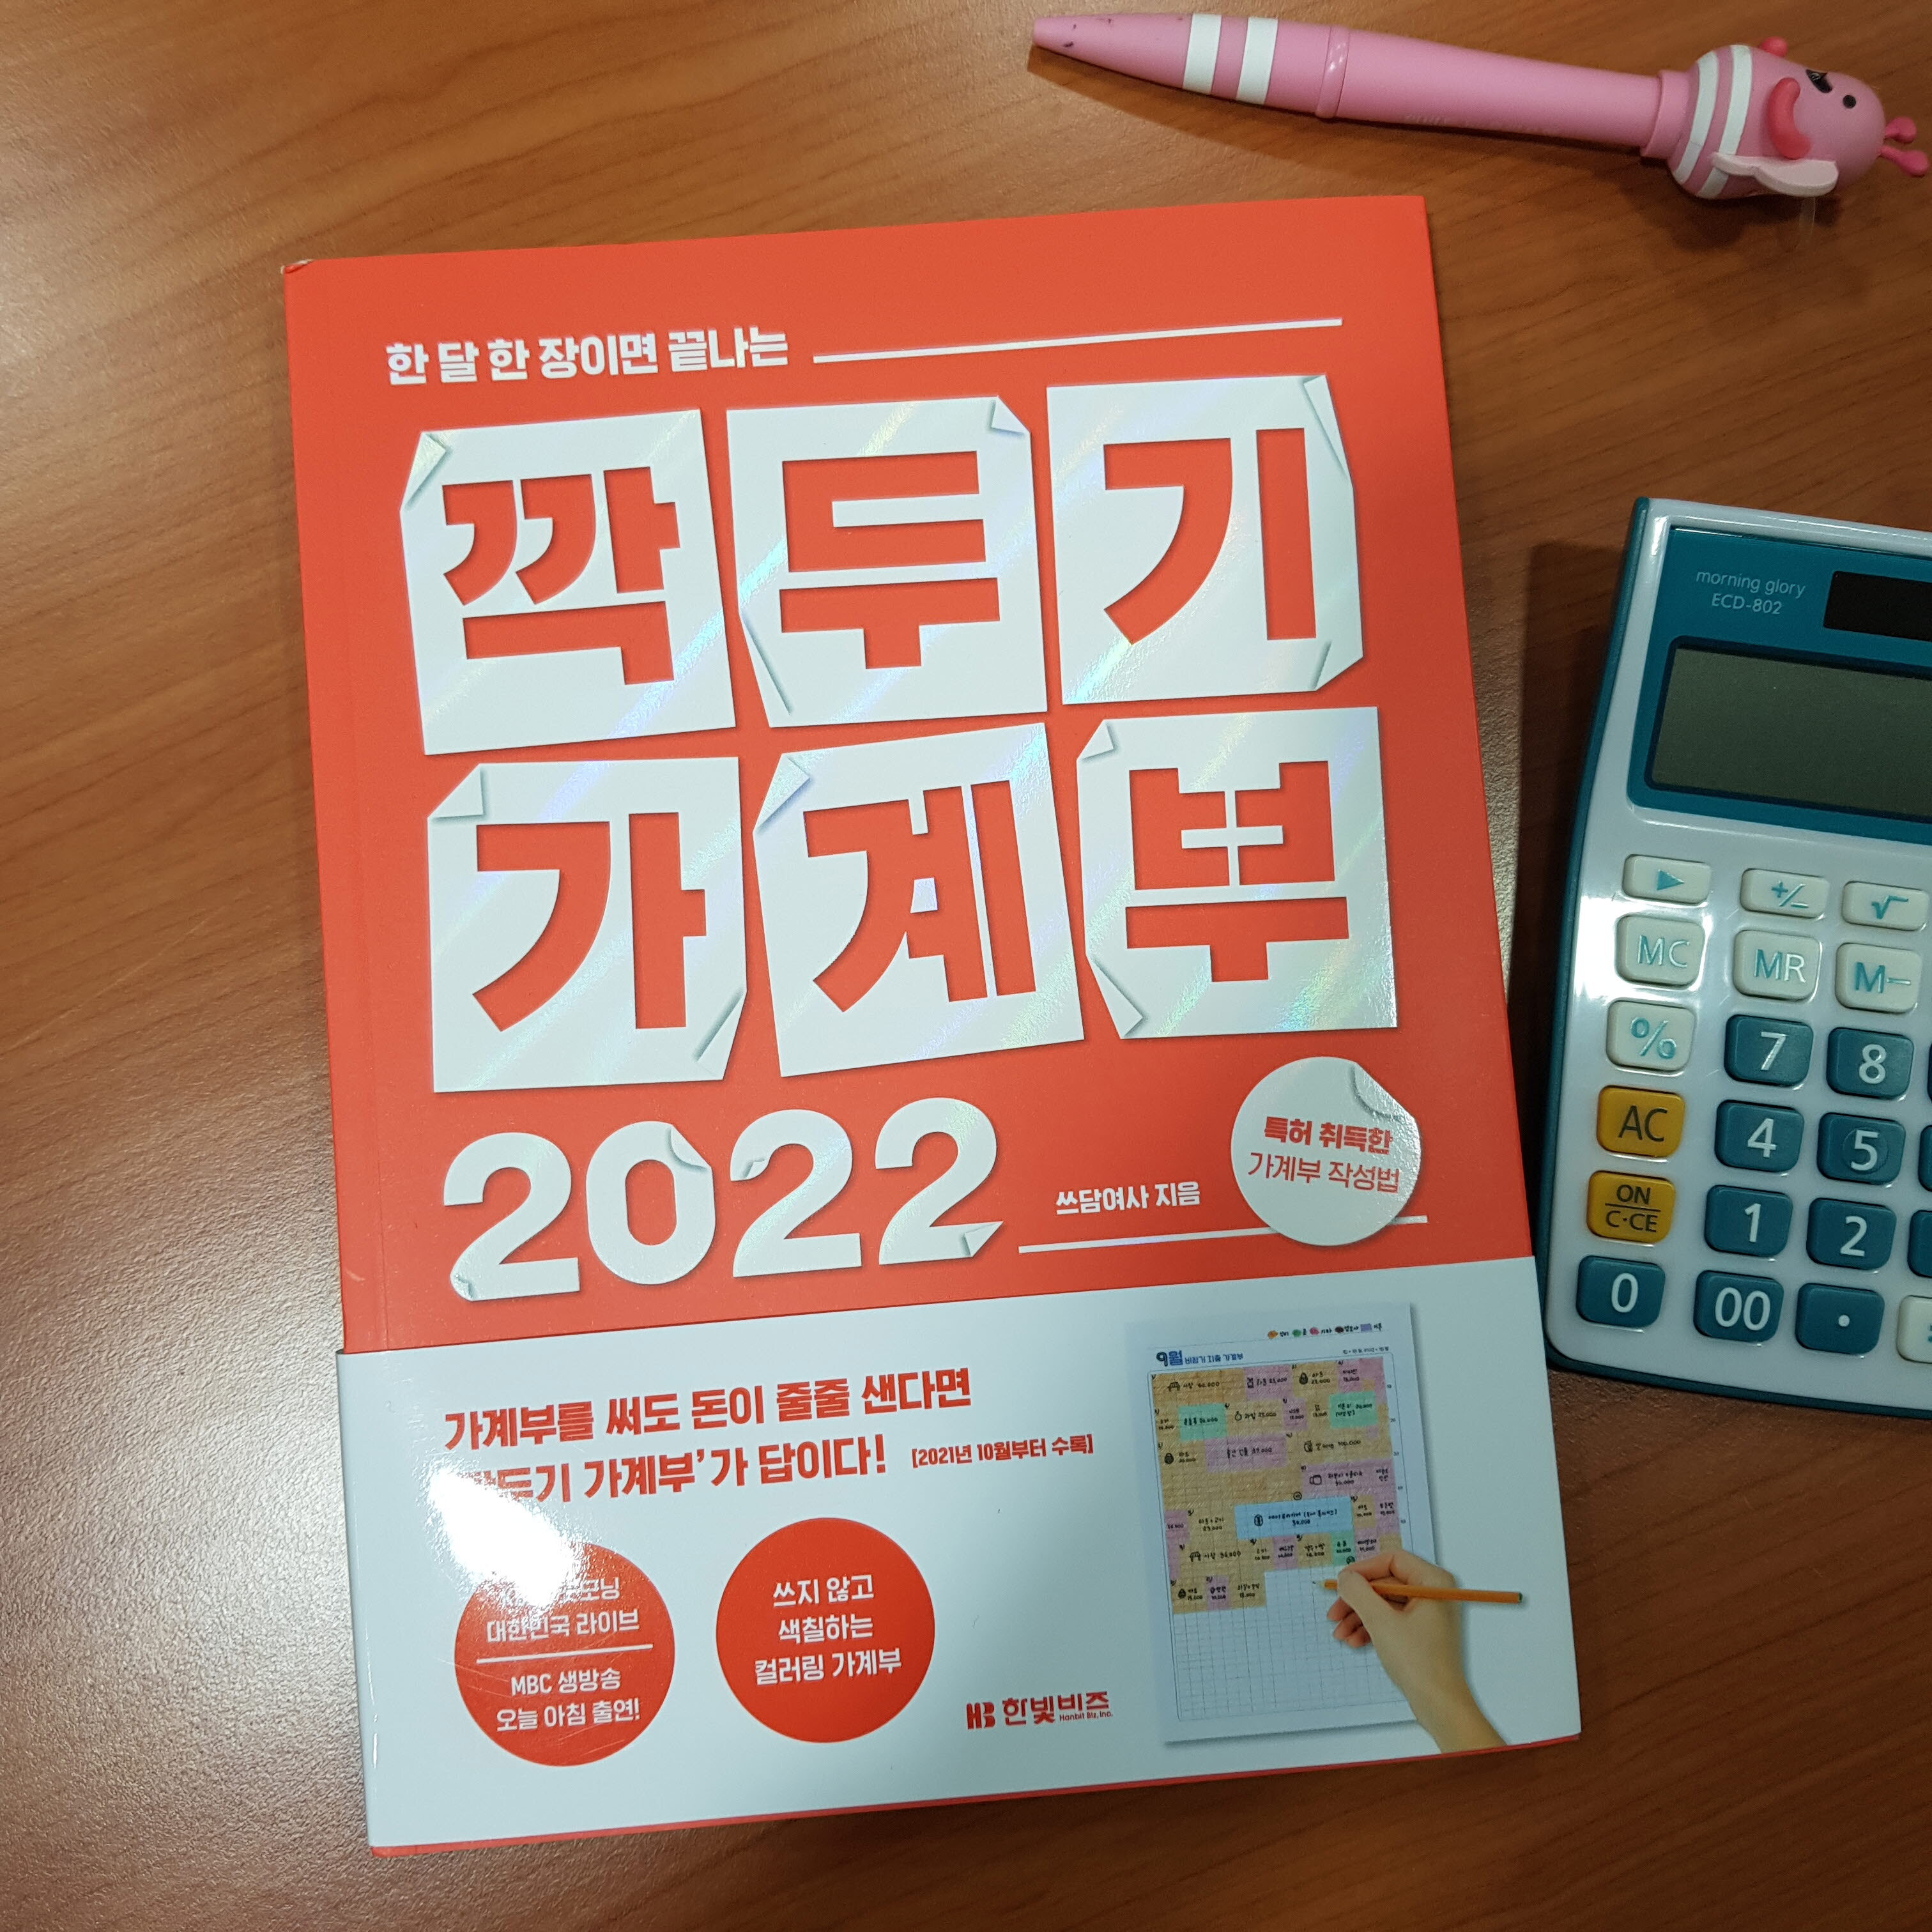 한 달 한 장이면 끝나는
깍두기
가계부
2022
쓰담여사 지음
특허 취득한
가계부 작성법
가계부를 써도 돈이 줄줄 샌다면
가계부’가 답이다! [2021년 10월부터 수록]
대한민국 라이브
MBC 생방송
오늘 아침 출연!
쓰지 않고
색칠하는
컬러링 가계부
HB 한빛비즈
Hanbit Biz, Inc.
9월
morning glory
ECD-802
▶ +/− √
MC MR M−
% 7 8
AC 4 5
ON
C·CE
1 2
0 00 ·